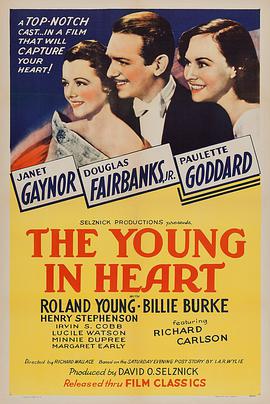 A TOP-NOTCH
CAST...IN A FILM
THAT WILL
CAPTURE
YOUR
HEART!
JANET
GAYNOR
DOUGLAS
FAIRBANKS, JR.
PAULETTE
GODDARD
SELZNICK PRODUCTIONS presents
THE YOUNG
IN HEART
WITH
ROLAND YOUNG · BILLIE BURKE
HENRY STEPHENSON
IRVIN S. COBB
LUCILE WATSON
MINNIE DUPREE
MARGARET EARLY
featuring
RICHARD
CARLSON
Directed by RICHARD WALLACE Based on the SATURDAY EVENING POST STORY BY I.A.R. WYLIE
Produced by DAVID O. SELZNICK
Released thru FILM CLASSICS